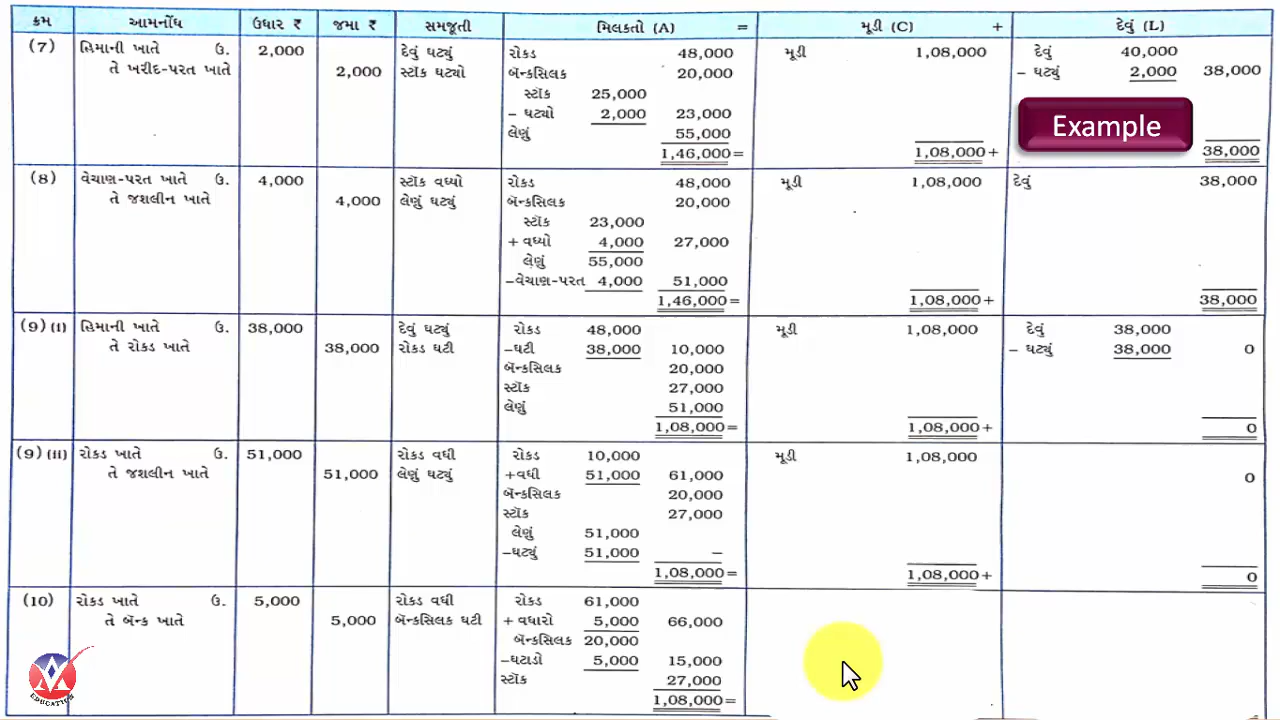 ક્રમ આમનોંધ ઉધાર ₹ જમા ₹ સમજૂતી મિલકતો (A) = મૂડી (C) + દેવું (L)
(7) હિમાની ખાતે ઉ. 2,000 દેવું ઘટ્યું રોકડ 48,000 મૂડી 1,08,000 દેવું 40,000
તે ખરીદ-પરત ખાતે 2,000 સ્ટૉક ઘટ્યો બૅન્કસિલક 20,000 – ઘટ્યું 2,000 38,000
સ્ટૉક 25,000
– ઘટ્યો 2,000 23,000
Example
લેણું 55,000
1,46,000 = 1,08,000 + 38,000
(8) વેચાણ-પરત ખાતે ઉ. 4,000 સ્ટૉક વધ્યો રોકડ 48,000 મૂડી 1,08,000 દેવું 38,000
તે જશલીન ખાતે 4,000 લેણું ઘટ્યું બૅન્કસિલક 20,000
સ્ટૉક 23,000
+ વધ્યો 4,000 27,000
લેણું 55,000
–વેચાણ-પરત 4,000 51,000
1,46,000 = 1,08,000 + 38,000
(9) (i) હિમાની ખાતે ઉ. 38,000 દેવું ઘટ્યું રોકડ 48,000 મૂડી 1,08,000 દેવું 38,000
તે રોકડ ખાતે 38,000 રોકડ ઘટી –ઘટી 38,000 10,000 – ઘટ્યું 38,000 0
બૅન્કસિલક 20,000
સ્ટૉક 27,000
લેણું 51,000
1,08,000 = 1,08,000 + 0
(9) (ii) રોકડ ખાતે ઉ. 51,000 રોકડ વધી રોકડ 10,000 મૂડી 1,08,000
તે જશલીન ખાતે 51,000 લેણું ઘટ્યું +વધી 51,000 61,000 0
બૅન્કસિલક 20,000
સ્ટૉક 27,000
લેણું 51,000
–ઘટ્યું 51,000 –
1,08,000 = 1,08,000 + 0
(10) રોકડ ખાતે ઉ. 5,000 રોકડ વધી રોકડ 61,000
તે બૅન્ક ખાતે 5,000 બૅન્કસિલક ઘટી + વધારો 5,000 66,000
બૅન્કસિલક 20,000
–ઘટાડો 5,000 15,000
સ્ટૉક 27,000
1,08,000 =
EDUCATION